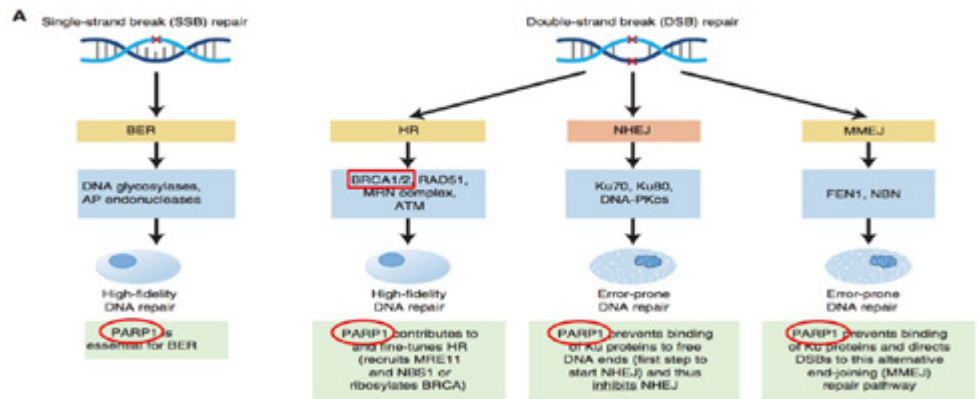 A
Single-strand break (SSB) repair
Double-strand break (DSB) repair
BER
HR
NHEJ
MMEJ
DNA glycosylases,
AP endonucleases
BRCA1/2, RAD51,
MRN complex,
ATM
Ku70, Ku80,
DNA-PKcs
FEN1, NBN
High-fidelity
DNA repair
High-fidelity
DNA repair
Error-prone
DNA repair
Error-prone
DNA repair
PARP1 is
essential for BER
PARP1 contributes to
and fine-tunes HR
(recruits MRE11
and NBS1 or
ribosylates BRCA)
PARP1 prevents binding
of Ku proteins to free
DNA ends (first step to
start NHEJ) and thus
inhibits NHEJ
PARP1 prevents binding
of Ku proteins and directs
DSBs to this alternative
end-joining (MMEJ)
repair pathway